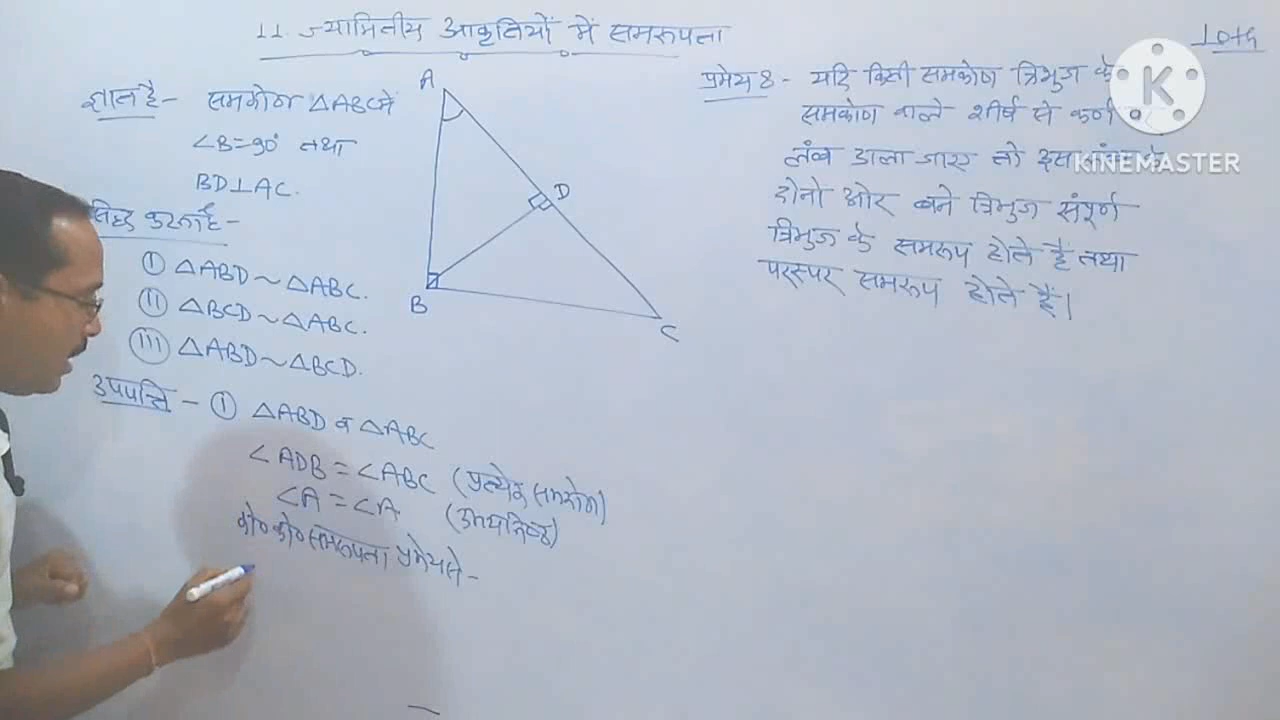 11. ज्यामितीय आकृतियों में समरूपता
10th
ज्ञात है - समकोण △ABC में
∠B=90° तथा
BD⊥AC.
सिद्ध करना है -
I △ABD ~ △ABC.
II △BCD ~ △ABC.
III △ABD ~ △BCD.
उपपत्ति - I △ABD व △ABC
∠ADB = ∠ABC (प्रत्येक समकोण)
∠A = ∠A. (उभयनिष्ठ)
को० को० समरूपता प्रमेय से -
A
D
B
C
प्रमेय 8 - यदि किसी समकोण त्रिभुज के
समकोण वाले शीर्ष से कर्ण
लंब डाला जाए तो इस के
दोनो ओर बने त्रिभुज संपूर्ण
त्रिभुज के समरूप होते हैं तथा
परस्पर समरूप होते हैं।
K
KINEMASTER